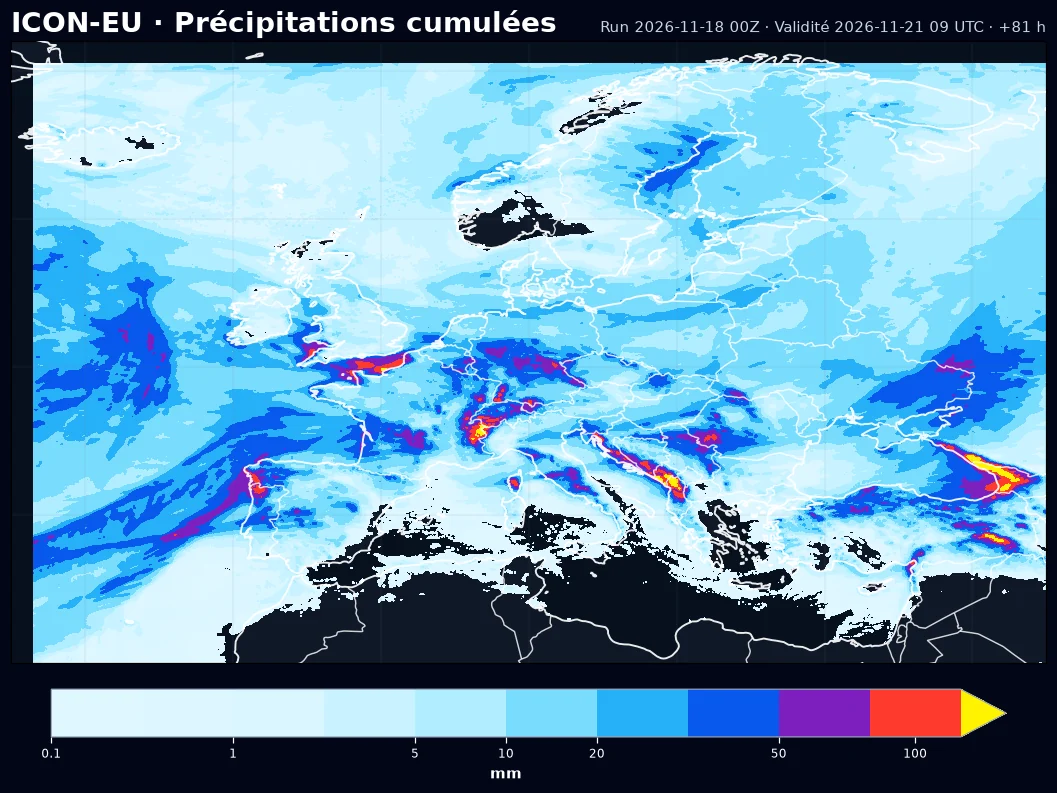 ICON-EU · Précipitations cumulées
Run 2026-11-18 00Z · Validité 2026-11-21 09 UTC · +81 h
0.1 1 5 10 20 50 100
mm